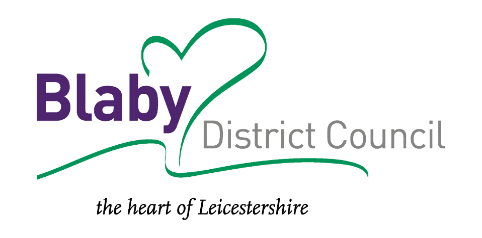 Blaby
District Council
the heart of Leicestershire